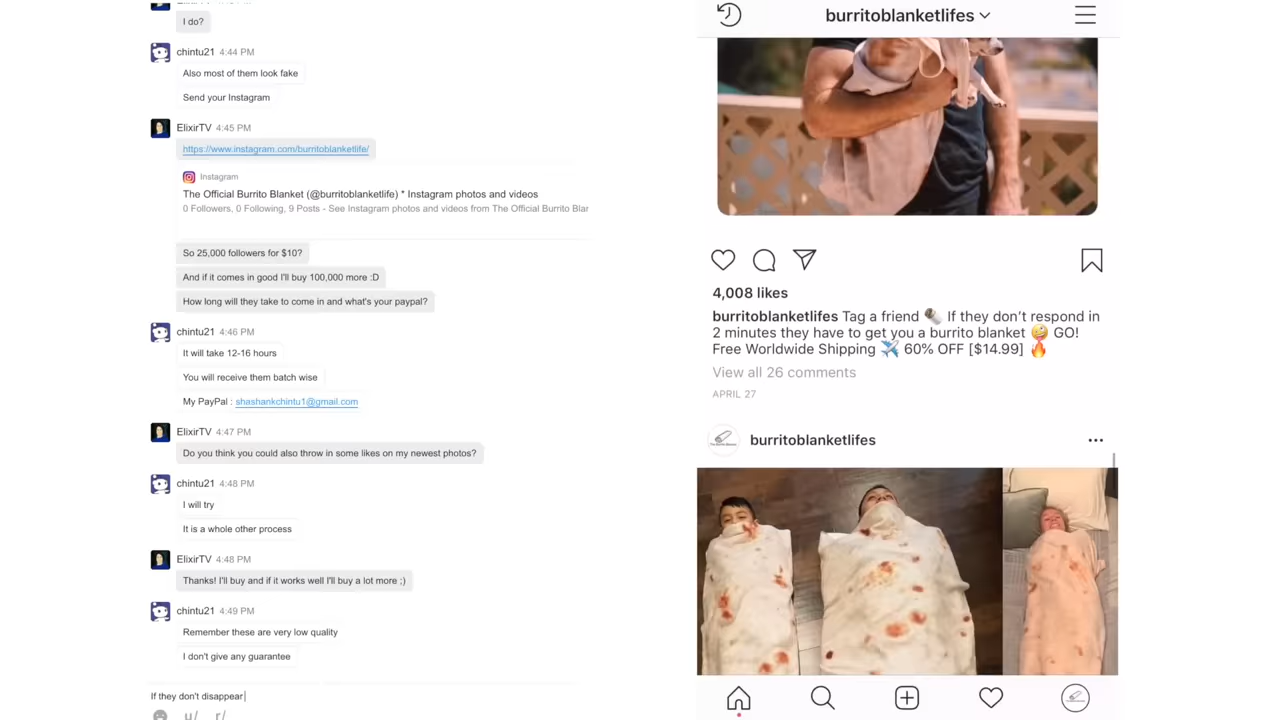 I do?
chintu21 4:44 PM
Also most of them look fake
Send your Instagram
ElixirTV 4:45 PM
https://www.instagram.com/burritoblanketlife/
Instagram
The Official Burrito Blanket (@burritoblanketlife) * Instagram photos and videos
0 Followers, 0 Following, 9 Posts - See Instagram photos and videos from The Official Burrito Blan
So 25,000 followers for $10?
And if it comes in good I'll buy 100,000 more :D
How long will they take to come in and what's your paypal?
chintu21 4:46 PM
It will take 12-16 hours
You will receive them batch wise
My PayPal : shashankchintu1@gmail.com
ElixirTV 4:47 PM
Do you think you could also throw in some likes on my newest photos?
chintu21 4:48 PM
I will try
It is a whole other process
ElixirTV 4:48 PM
Thanks! I'll buy and if it works well I'll buy a lot more ;)
chintu21 4:49 PM
Remember these are very low quality
I don't give any guarantee
If they don't disappear
u/ r/
burritoblanketlifes
4,008 likes
burritoblanketlifes Tag a friend 🌯 If they don't respond in
2 minutes they have to get you a burrito blanket 🤪 GO!
Free Worldwide Shipping ✈️ 60% OFF [$14.99] 🔥
View all 26 comments
APRIL 27
burritoblanketlifes